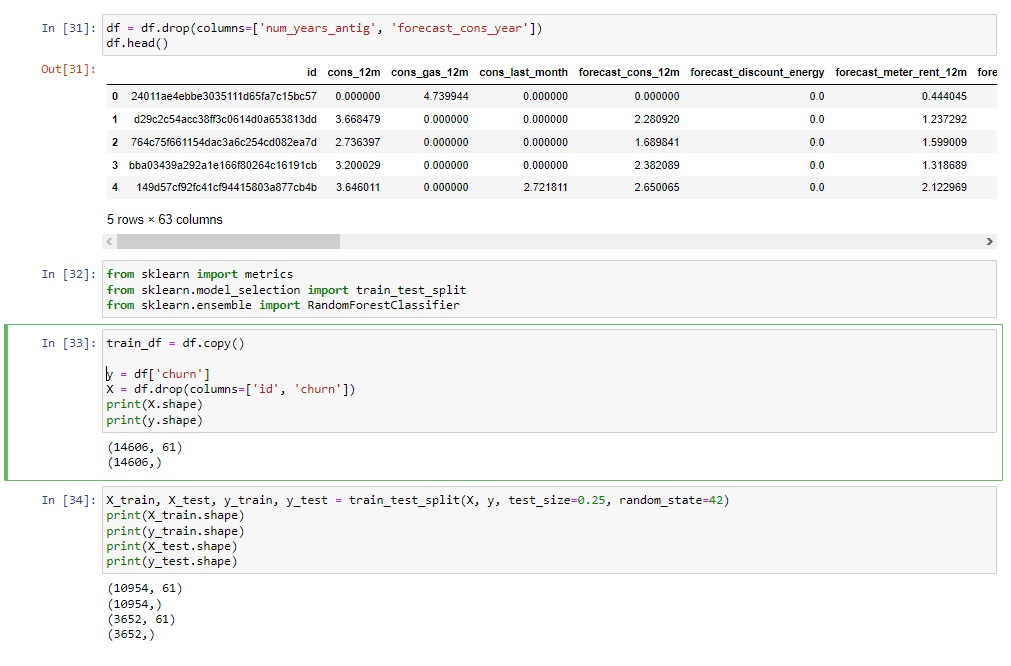 In [31]: df = df.drop(columns=['num_years_antig', 'forecast_cons_year'])
df.head()
Out[31]:
id cons_12m cons_gas_12m cons_last_month forecast_cons_12m forecast_discount_energy forecast_meter_rent_12m fore
0 24011ae4ebbe3035111d65fa7c15bc57 0.000000 4.739944 0.000000 0.000000 0.0 0.444045
1 d29c2c54acc38ff3c0614d0a653813dd 3.668479 0.000000 0.000000 2.280920 0.0 1.237292
2 764c75f661154dac3a6c254cd082ea7d 2.736397 0.000000 0.000000 1.689841 0.0 1.599009
3 bba03439a292a1e166f80264c16191cb 3.200029 0.000000 0.000000 2.382089 0.0 1.318689
4 149d57cf92fc41cf94415803a877cb4b 3.646011 0.000000 2.721811 2.650065 0.0 2.122969
5 rows × 63 columns
In [32]: from sklearn import metrics
from sklearn.model_selection import train_test_split
from sklearn.ensemble import RandomForestClassifier
In [33]: train_df = df.copy()
y = df['churn']
X = df.drop(columns=['id', 'churn'])
print(X.shape)
print(y.shape)
(14606, 61)
(14606,)
In [34]: X_train, X_test, y_train, y_test = train_test_split(X, y, test_size=0.25, random_state=42)
print(X_train.shape)
print(y_train.shape)
print(X_test.shape)
print(y_test.shape)
(10954, 61)
(10954,)
(3652, 61)
(3652,)